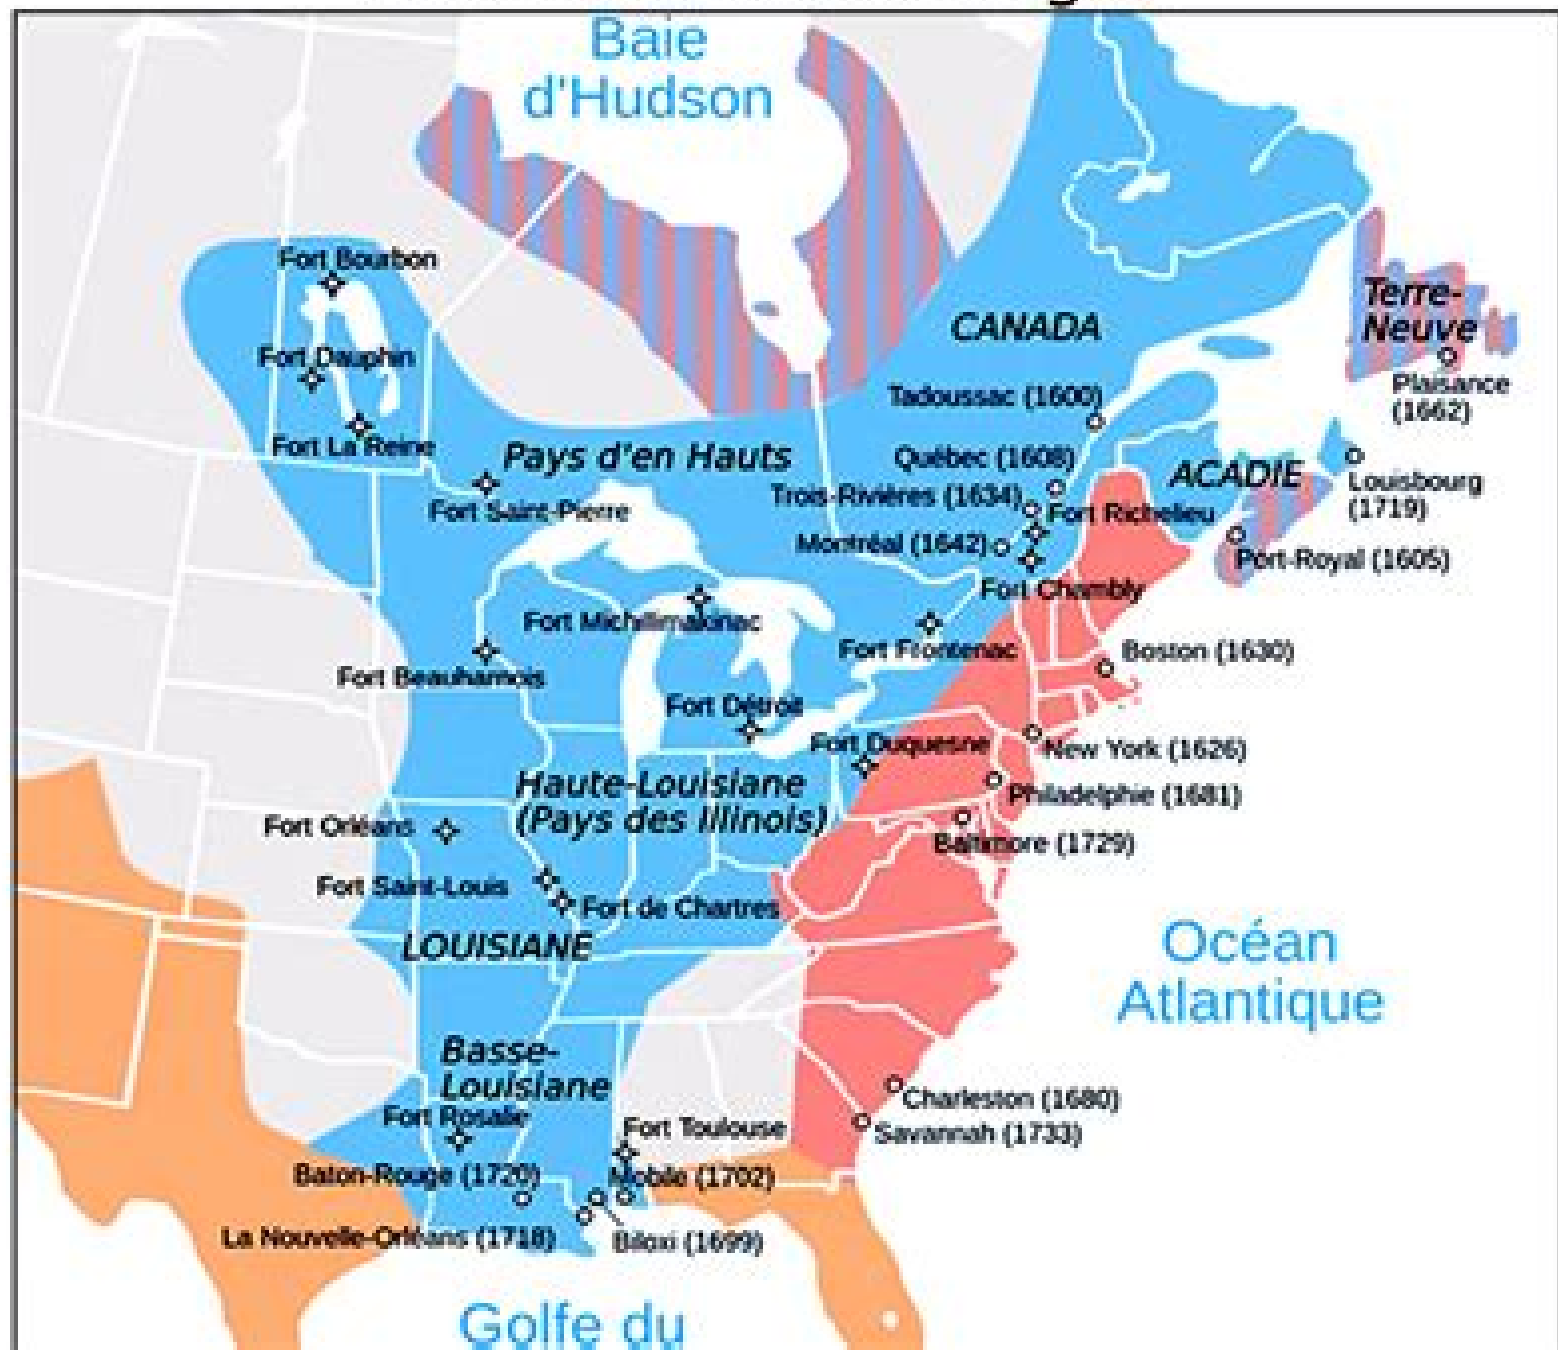 Baie
d'Hudson
Fort Bourbon
Terre-
Neuve
CANADA
Fort Dauphin
Plaisance
(1662)
Tadoussac (1600)
Fort La Reine
Pays d'en Hauts
Québec (1608)
ACADIE
Louisbourg
(1719)
Trois-Rivières (1634)
Fort Saint-Pierre
Fort Richelieu
Montréal (1642)
Port-Royal (1605)
Fort Chambly
Fort Michillimakinac
Fort Frontenac
Boston (1630)
Fort Beauharnois
Fort Détroit
Fort Duquesne
New York (1626)
Haute-Louisiane
(Pays des Illinois)
Philadelphie (1681)
Fort Orléans
Baltimore (1729)
Fort Saint-Louis
Fort de Chartres
LOUISIANE
Océan
Atlantique
Basse-
Louisiane
Charleston (1680)
Fort Rosalie
Fort Toulouse
Savannah (1733)
Baton-Rouge (1720)
Mobile (1702)
La Nouvelle-Orléans (1718)
Biloxi (1699)
Golfe du